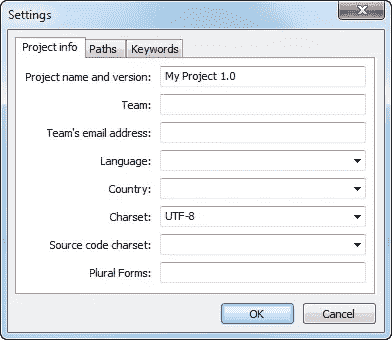 Settings
Project info Paths Keywords
Project name and version: My Project 1.0
Team:
Team's email address:
Language:
Country:
Charset: UTF-8
Source code charset:
Plural Forms:
OK Cancel